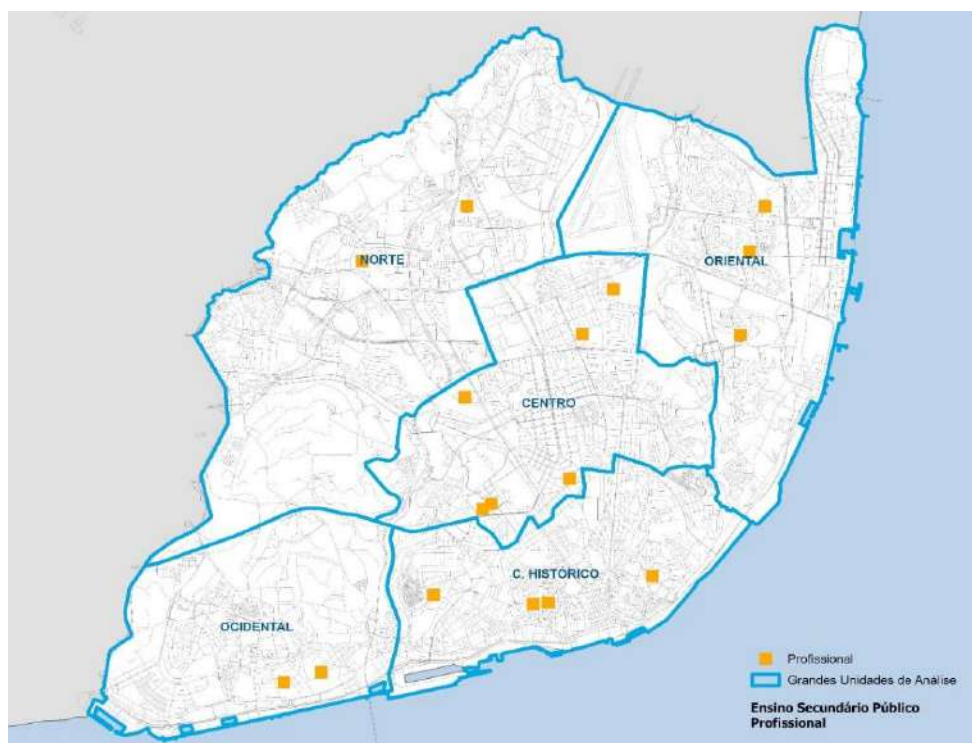 NORTE
ORIENTAL
CENTRO
C. HISTÓRICO
OCIDENTAL
Profissional
Grandes Unidades de Análise
Ensino Secundário Público
Profissional